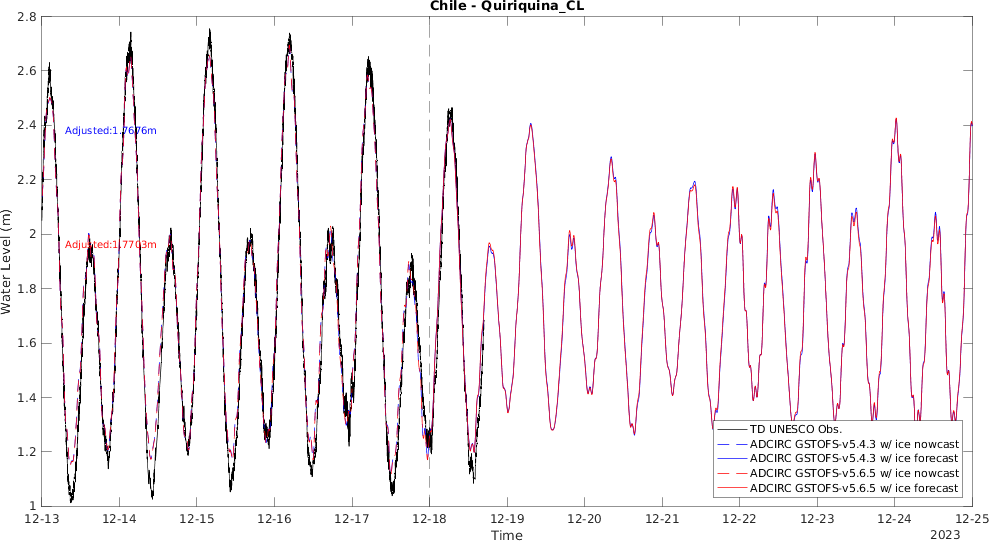 Chile - Quiriquina_CL
2.8
2.6
2.4
2.2
2
1.8
1.6
1.4
1.2
1
Water Level (m)
Adjusted:1.7676m
Adjusted:1.7703m
TD UNESCO Obs.
ADCIRC GSTOFS-v5.4.3 w/ ice nowcast
ADCIRC GSTOFS-v5.4.3 w/ ice forecast
ADCIRC GSTOFS-v5.6.5 w/ ice nowcast
ADCIRC GSTOFS-v5.6.5 w/ ice forecast
12-13 12-14 12-15 12-16 12-17 12-18 12-19 12-20 12-21 12-22 12-23 12-24 12-25
Time
2023